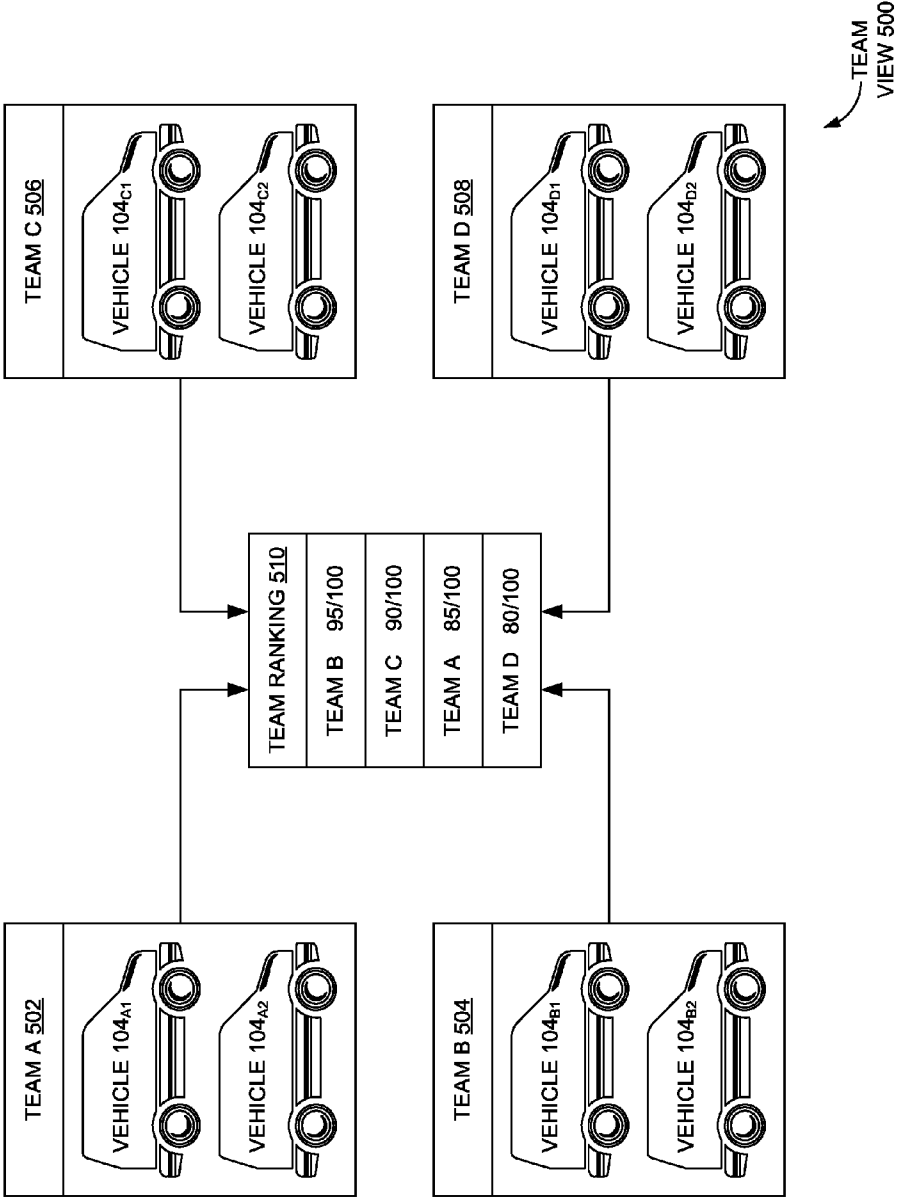 TEAM A 502
VEHICLE 104A1
VEHICLE 104A2
TEAM C 506
VEHICLE 104C1
VEHICLE 104C2
TEAM RANKING 510
TEAM B 95/100
TEAM C 90/100
TEAM A 85/100
TEAM D 80/100
TEAM B 504
VEHICLE 104B1
VEHICLE 104B2
TEAM D 508
VEHICLE 104D1
VEHICLE 104D2
TEAM
VIEW 500